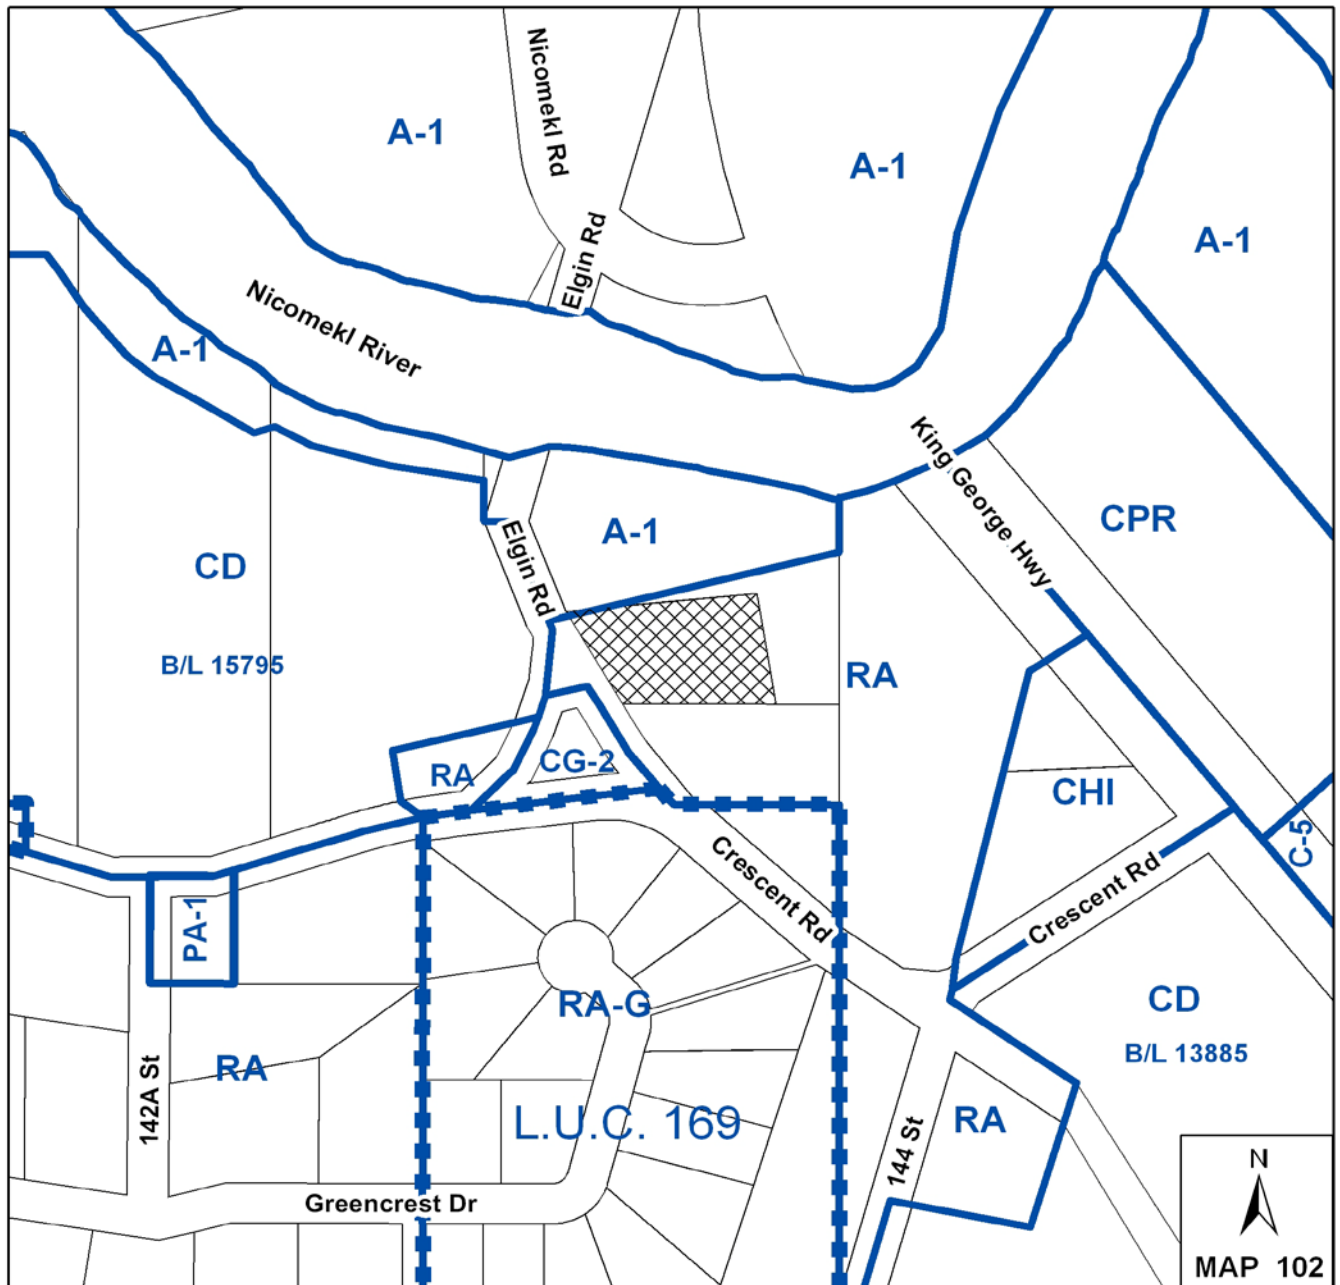 Nicomekl Rd
A-1
A-1
A-1
Elgin Rd
Nicomekl River
A-1
King George Hwy
CPR
A-1
Elgin Rd
CD
B/L 15795
RA
CG-2
RA
CHI
C-5
Crescent Rd
Crescent Rd
PA-1
RA-G
CD
B/L 13885
RA
142A St
L.U.C. 169
RA
144 St
Greencrest Dr
N
MAP 102